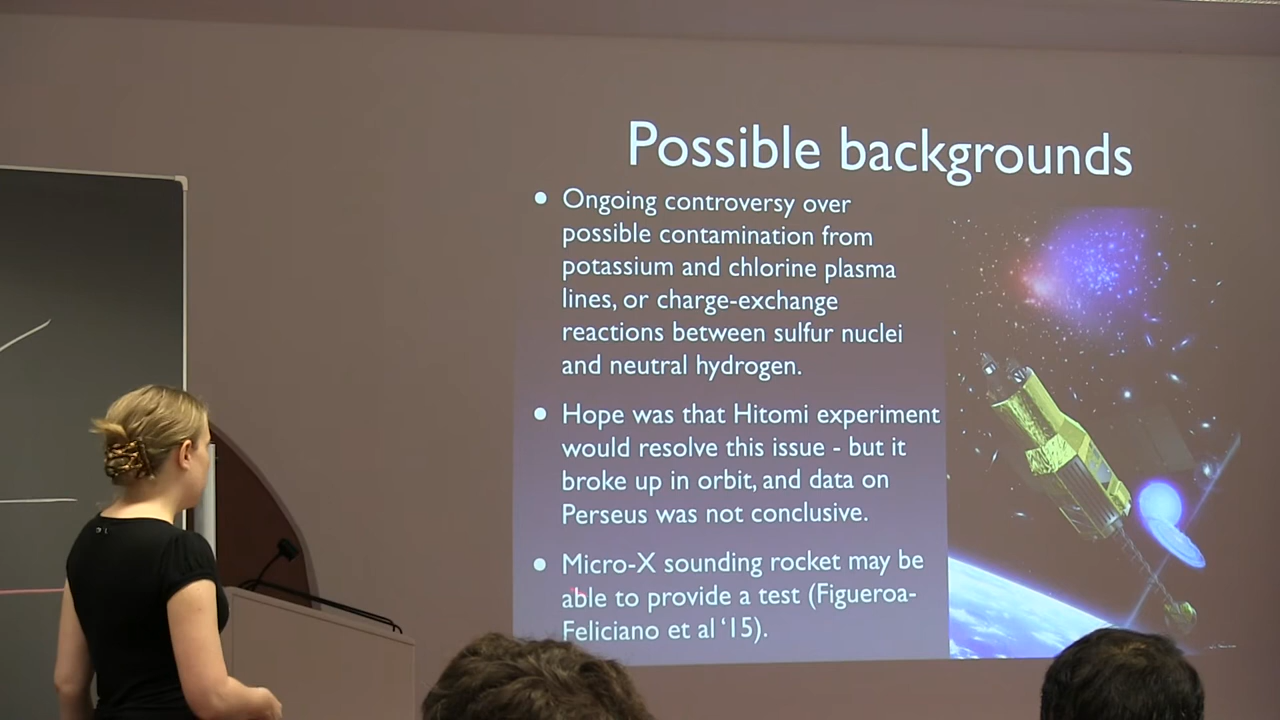 Possible backgrounds
• Ongoing controversy over
possible contamination from
potassium and chlorine plasma
lines, or charge-exchange
reactions between sulfur nuclei
and neutral hydrogen.
• Hope was that Hitomi experiment
would resolve this issue - but it
broke up in orbit, and data on
Perseus was not conclusive.
• Micro-X sounding rocket may be
able to provide a test (Figueroa-
Feliciano et al ‘15).